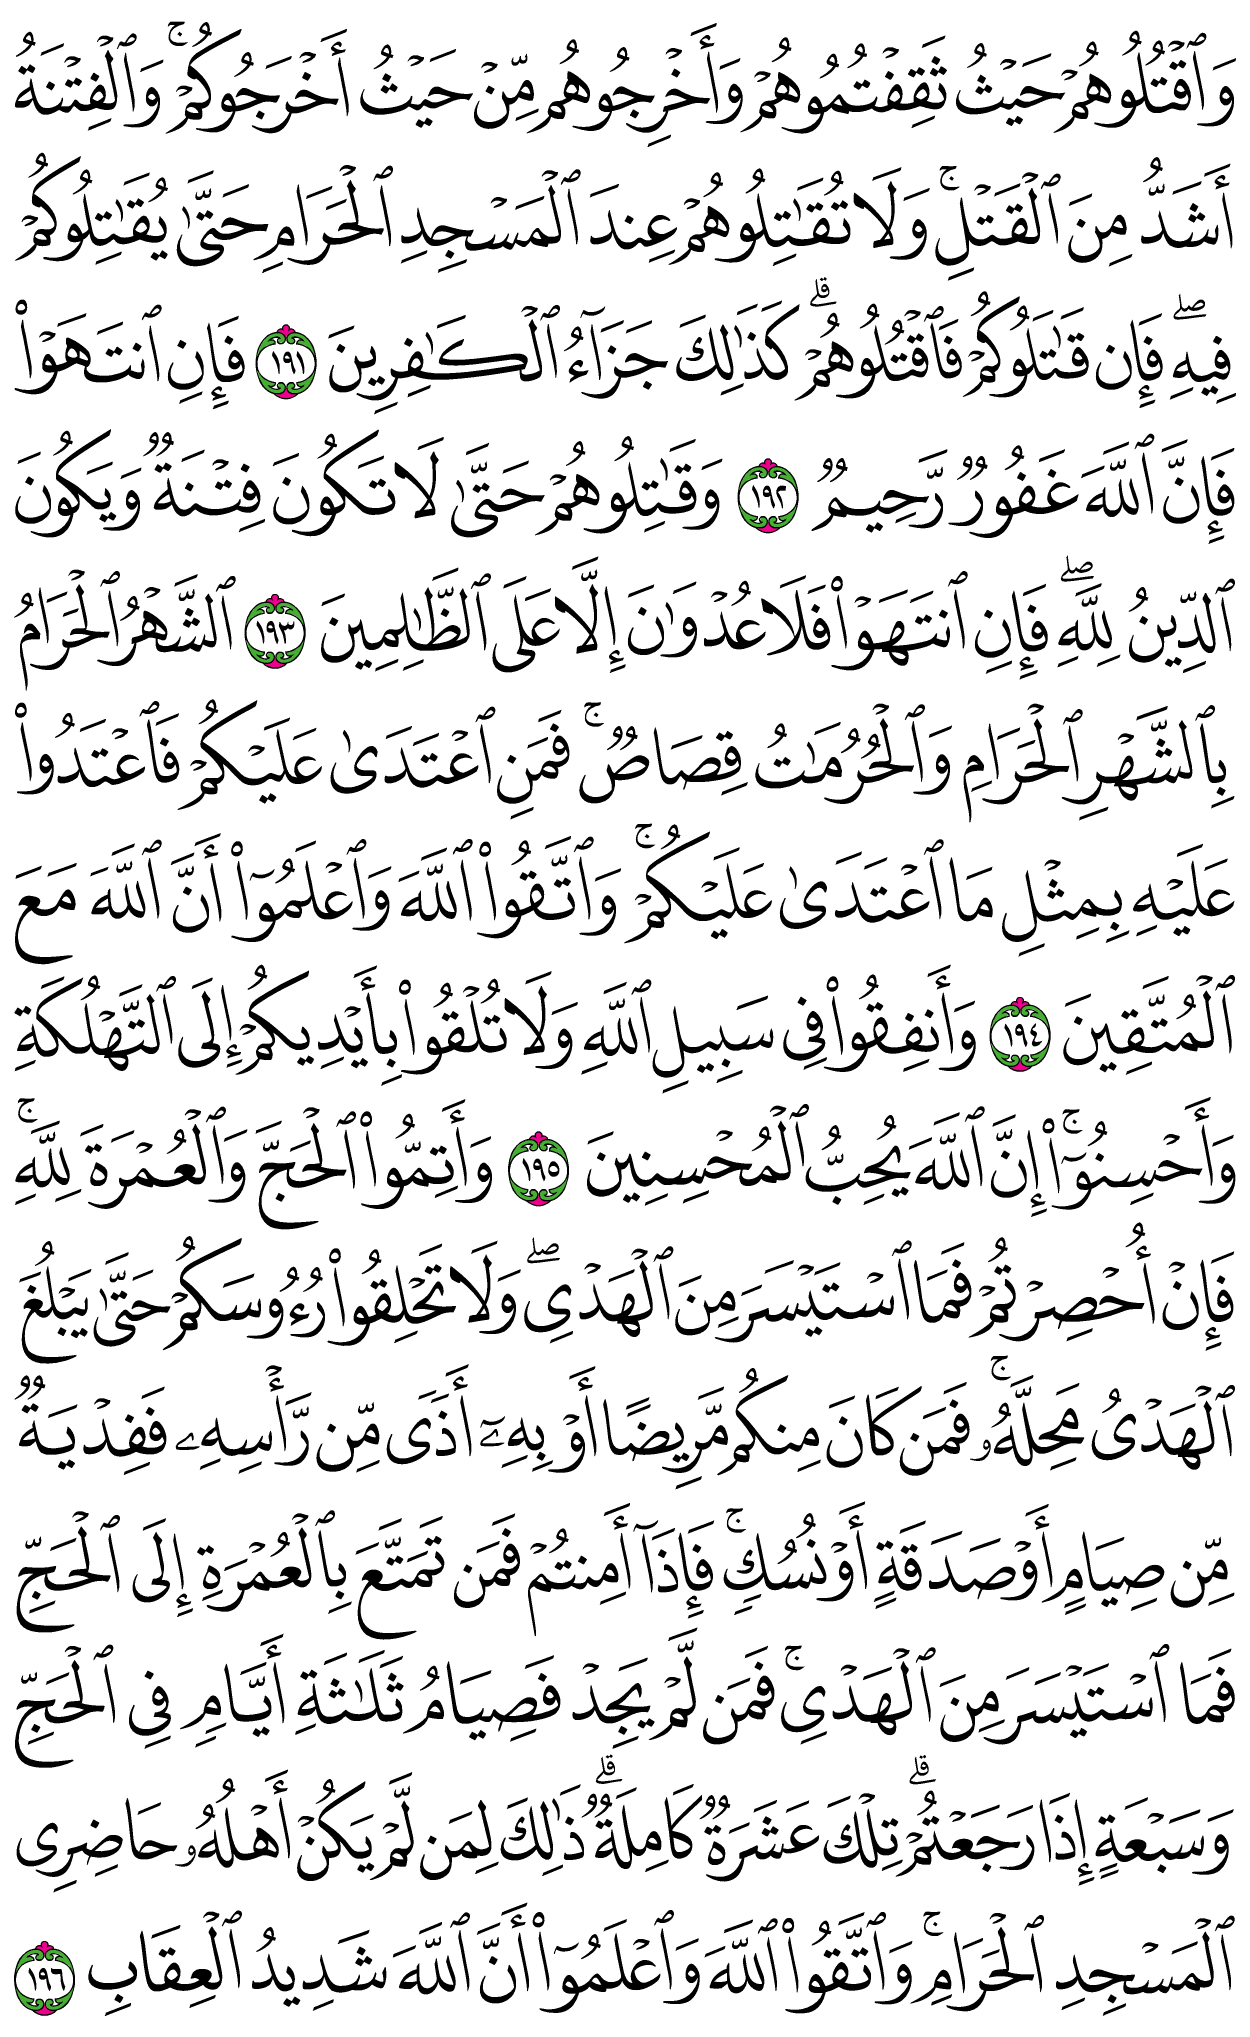 وَٱقۡتُلُوهُمۡ حَيۡثُ ثَقِفۡتُمُوهُمۡ وَأَخۡرِجُوهُم مِّنۡ حَيۡثُ أَخۡرَجُوكُمۡۚ وَٱلۡفِتۡنَةُ
أَشَدُّ مِنَ ٱلۡقَتۡلِۚ وَلَا تُقَٰتِلُوهُمۡ عِندَ ٱلۡمَسۡجِدِ ٱلۡحَرَامِ حَتَّىٰ يُقَٰتِلُوكُمۡ
فِيهِۖ فَإِن قَٰتَلُوكُمۡ فَٱقۡتُلُوهُمۡۗ كَذَٰلِكَ جَزَآءُ ٱلۡكَٰفِرِينَ ١٩١ فَإِنِ ٱنتَهَوۡاْ
فَإِنَّ ٱللَّهَ غَفُورٞ رَّحِيمٞ ١٩٢ وَقَٰتِلُوهُمۡ حَتَّىٰ لَا تَكُونَ فِتۡنَةٞ وَيَكُونَ
ٱلدِّينُ لِلَّهِۖ فَإِنِ ٱنتَهَوۡاْ فَلَا عُدۡوَٰنَ إِلَّا عَلَى ٱلظَّٰلِمِينَ ١٩٣ ٱلشَّهۡرُ ٱلۡحَرَامُ
بِٱلشَّهۡرِ ٱلۡحَرَامِ وَٱلۡحُرُمَٰتُ قِصَاصٞۚ فَمَنِ ٱعۡتَدَىٰ عَلَيۡكُمۡ فَٱعۡتَدُواْ
عَلَيۡهِ بِمِثۡلِ مَا ٱعۡتَدَىٰ عَلَيۡكُمۡۚ وَٱتَّقُواْ ٱللَّهَ وَٱعۡلَمُوٓاْ أَنَّ ٱللَّهَ مَعَ
ٱلۡمُتَّقِينَ ١٩٤ وَأَنفِقُواْ فِي سَبِيلِ ٱللَّهِ وَلَا تُلۡقُواْ بِأَيۡدِيكُمۡ إِلَى ٱلتَّهۡلُكَةِ
وَأَحۡسِنُوٓاْۚ إِنَّ ٱللَّهَ يُحِبُّ ٱلۡمُحۡسِنِينَ ١٩٥ وَأَتِمُّواْ ٱلۡحَجَّ وَٱلۡعُمۡرَةَ لِلَّهِۚ
فَإِنۡ أُحۡصِرۡتُمۡ فَمَا ٱسۡتَيۡسَرَ مِنَ ٱلۡهَدۡيِۖ وَلَا تَحۡلِقُواْ رُءُوسَكُمۡ حَتَّىٰ يَبۡلُغَ
ٱلۡهَدۡيُ مَحِلَّهُۥۚ فَمَن كَانَ مِنكُم مَّرِيضًا أَوۡ بِهِۦٓ أَذٗى مِّن رَّأۡسِهِۦ فَفِدۡيَةٞ
مِّن صِيَامٍ أَوۡ صَدَقَةٍ أَوۡ نُسُكٖۚ فَإِذَآ أَمِنتُمۡ فَمَن تَمَتَّعَ بِٱلۡعُمۡرَةِ إِلَى ٱلۡحَجِّ
فَمَا ٱسۡتَيۡسَرَ مِنَ ٱلۡهَدۡيِۚ فَمَن لَّمۡ يَجِدۡ فَصِيَامُ ثَلَٰثَةِ أَيَّامٖ فِي ٱلۡحَجِّ
وَسَبۡعَةٍ إِذَا رَجَعۡتُمۡۗ تِلۡكَ عَشَرَةٞ كَامِلَةٞۗ ذَٰلِكَ لِمَن لَّمۡ يَكُنۡ أَهۡلُهُۥ حَاضِرِي
ٱلۡمَسۡجِدِ ٱلۡحَرَامِۚ وَٱتَّقُواْ ٱللَّهَ وَٱعۡلَمُوٓاْ أَنَّ ٱللَّهَ شَدِيدُ ٱلۡعِقَابِ ١٩٦